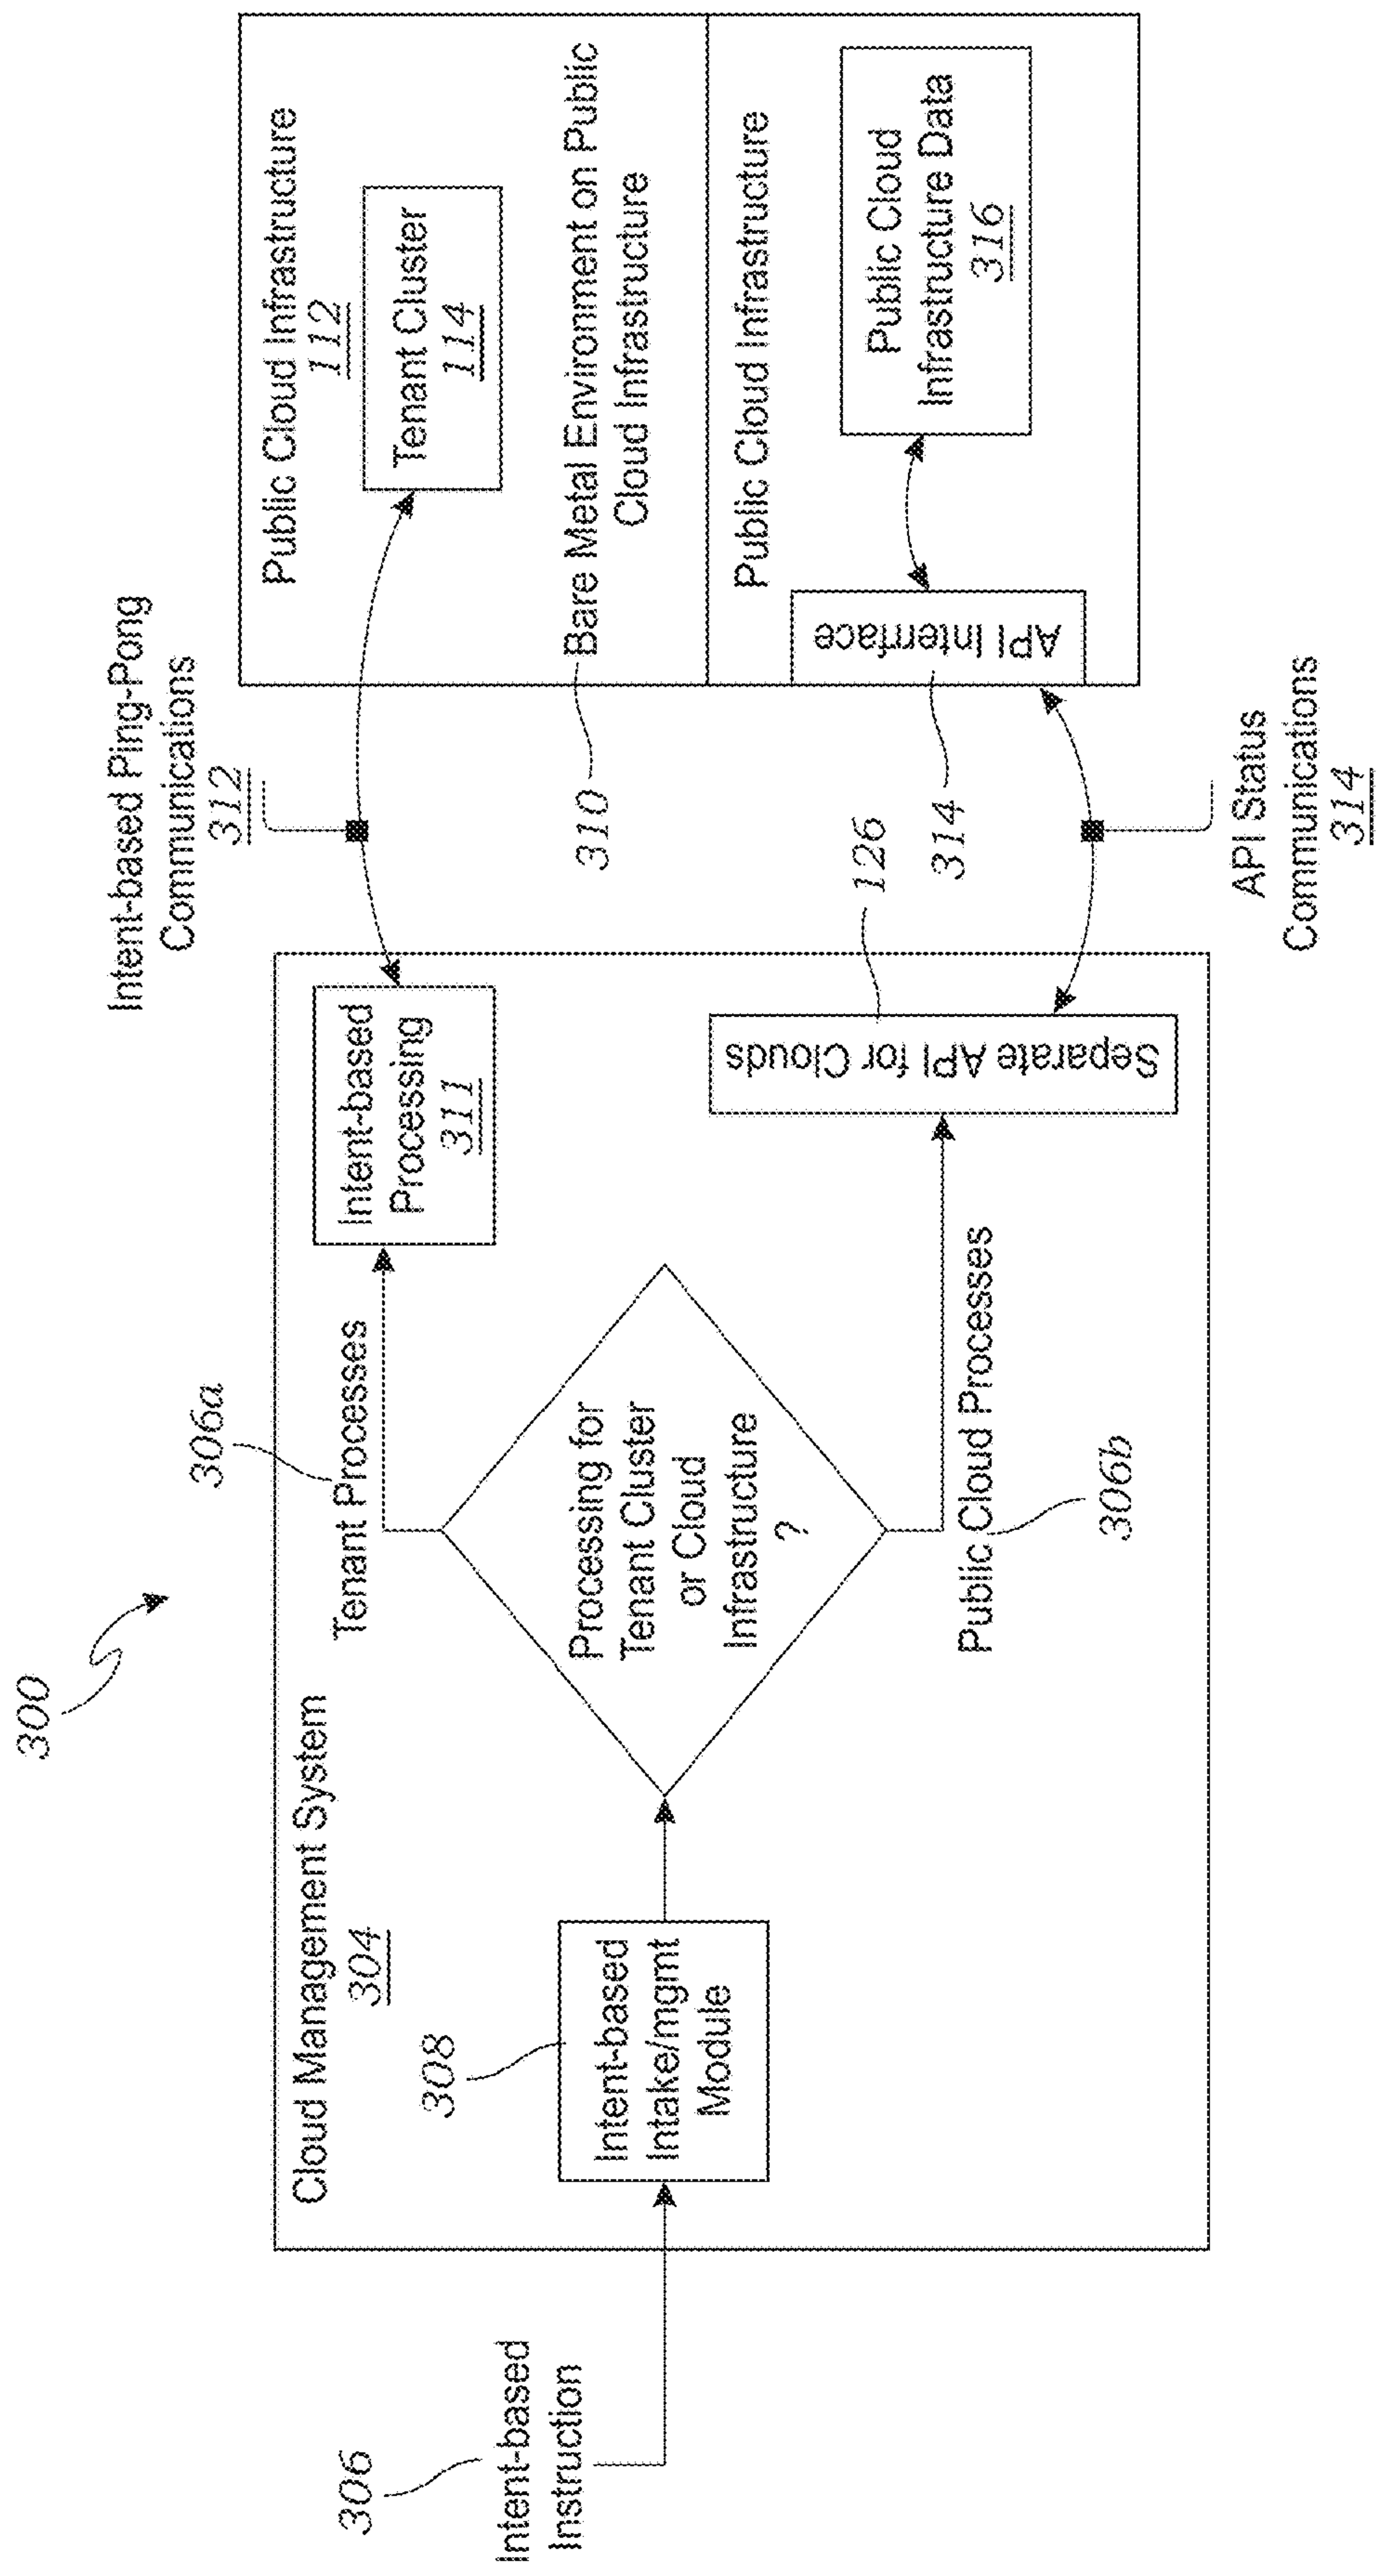 300
306
Intent-based
Instruction
Cloud Management System
304
308
Intent-based
Intake/mgmt
Module
Processing for
Tenant Cluster
or Cloud
Infrastructure
?
306a
Tenant Processes
Public Cloud Processes
306b
Intent-based
Processing
311
Separate API for Clouds
126
Intent-based Ping-Pong
Communications
312
310
314
API Status
Communications
314
Public Cloud Infrastructure
112
Tenant Cluster
114
Bare Metal Environment on Public
Cloud Infrastructure
Public Cloud Infrastructure
API Interface
Public Cloud
Infrastructure Data
316